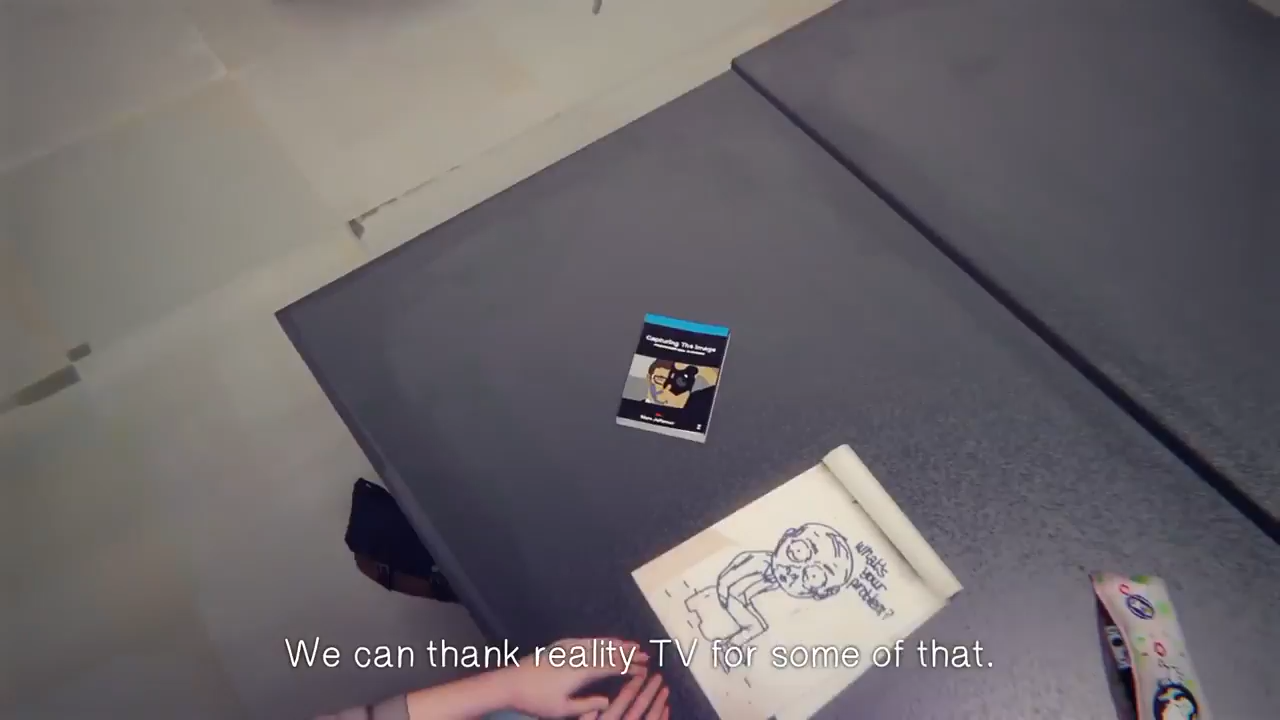 Capturing The Image
What's
your
problem?
We can thank reality TV for some of that.